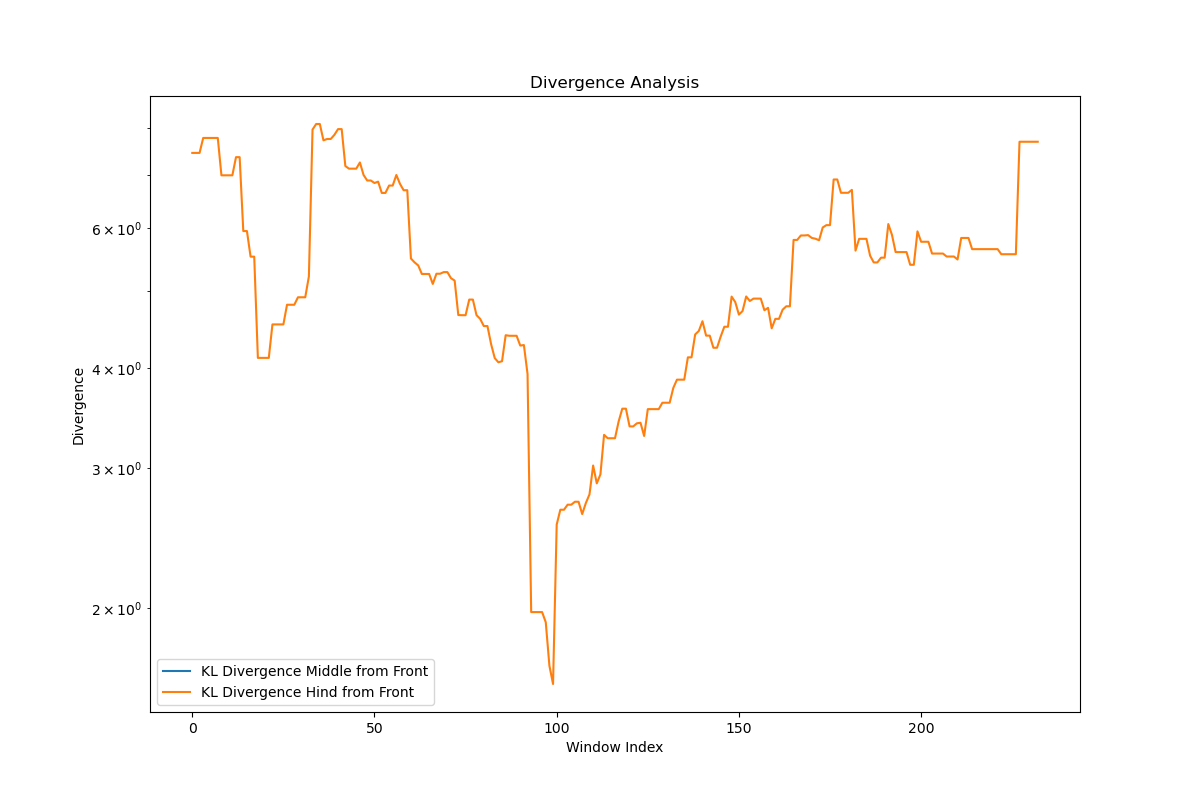 Divergence Analysis
Divergence
6 × 10⁰
4 × 10⁰
3 × 10⁰
2 × 10⁰
KL Divergence Middle from Front
KL Divergence Hind from Front
0 50 100 150 200
Window Index